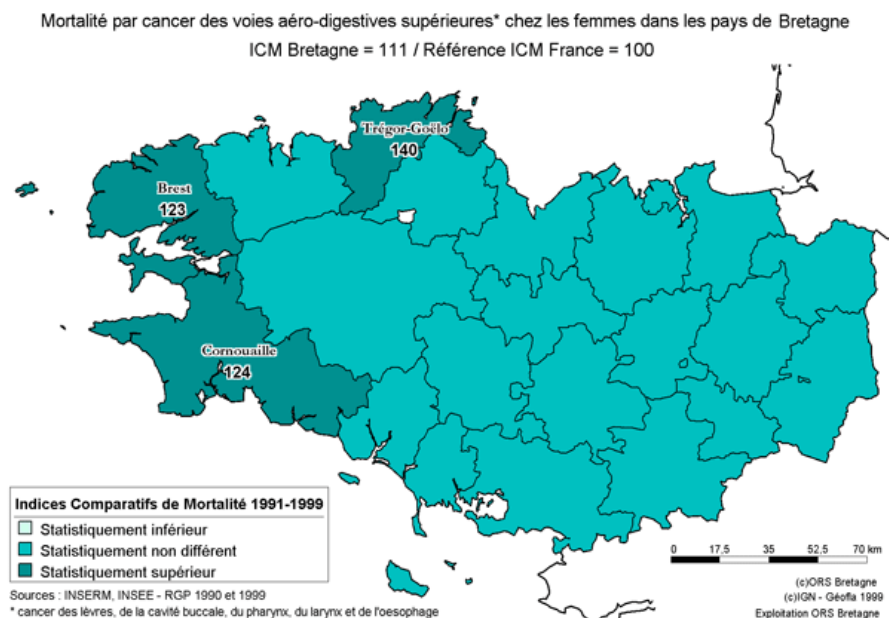 Mortalité par cancer des voies aéro-digestives supérieures* chez les femmes dans les pays de Bretagne
ICM Bretagne = 111 / Référence ICM France = 100
Trégor-Goëlo
140
Brest
123
Cornouaille
124
Indices Comparatifs de Mortalité 1991-1999
Statistiquement inférieur
Statistiquement non différent
Statistiquement supérieur
0 17,5 35 52,5 70 km
Sources : INSERM, INSEE - RGP 1990 et 1999
* cancer des lèvres, de la cavité buccale, du pharynx, du larynx et de l'oesophage
(c)ORS Bretagne
(c)IGN - Géofla 1999
Exploitation ORS Bretagne